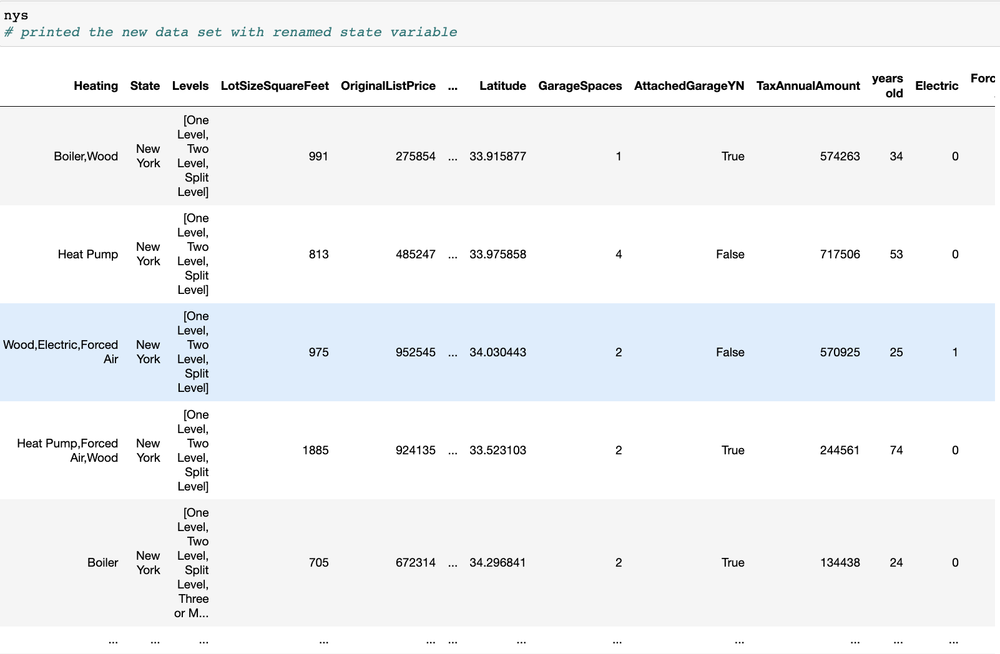 nys
# printed the new data set with renamed state variable
Heating State Levels LotSizeSquareFeet OriginalListPrice ... Latitude GarageSpaces AttachedGarageYN TaxAnnualAmount years old Electric Forc
Boiler,Wood New York [One Level, Two Level, Split Level] 991 275854 ... 33.915877 1 True 574263 34 0
Heat Pump New York [One Level, Two Level, Split Level] 813 485247 ... 33.975858 4 False 717506 53 0
Wood,Electric,Forced Air New York [One Level, Two Level, Split Level] 975 952545 ... 34.030443 2 False 570925 25 1
Heat Pump,Forced Air,Wood New York [One Level, Two Level, Split Level] 1885 924135 ... 33.523103 2 True 244561 74 0
Boiler New York [One Level, Two Level, Split Level, Three or M... 705 672314 ... 34.296841 2 True 134438 24 0
... ... ... ... ... ... ... ... ... ... ... ...